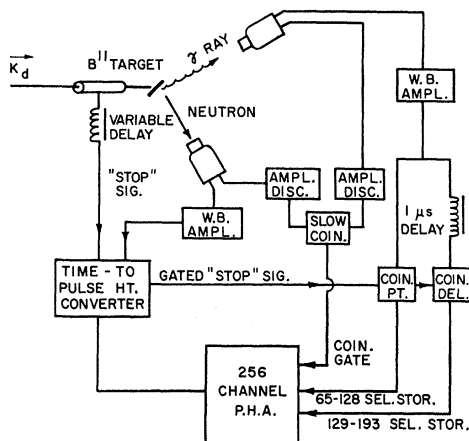 K_d
B¹¹ TARGET
γ RAY
NEUTRON
VARIABLE
DELAY
"STOP"
SIG.
W.B.
AMPL.
W.B.
AMPL.
AMPL.
DISC.
AMPL.
DISC.
SLOW
COIN.
1 μs
DELAY
TIME - TO
PULSE HT.
CONVERTER
GATED "STOP" SIG.
COIN.
PT.
COIN.
DEL.
COIN.
GATE
256
CHANNEL
P.H.A.
65-128 SEL. STOR.
129-193 SEL. STOR.